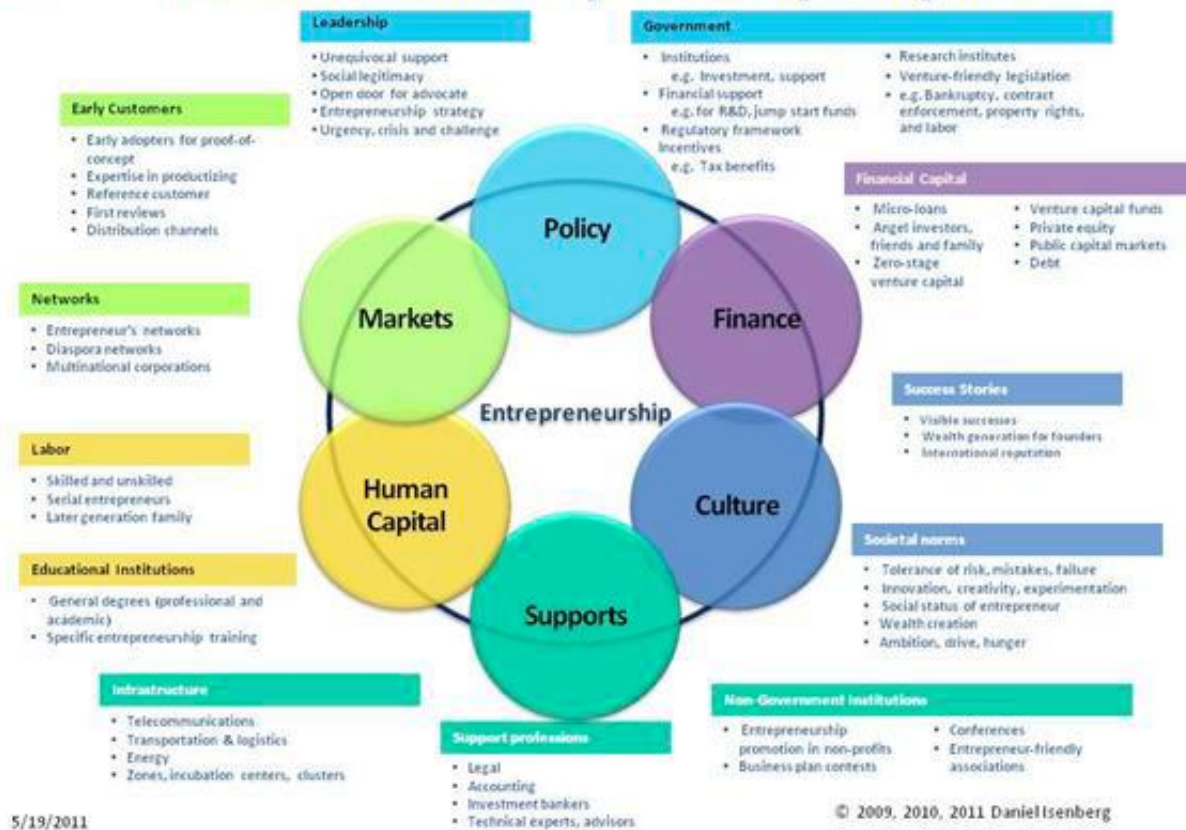 Leadership
• Unequivocal support
• Social legitimacy
• Open door for advocate
• Entrepreneurship strategy
• Urgency, crisis and challenge
Government
• Institutions
e.g. Investment, support
• Financial support
e.g. for R&D, jump start funds
• Regulatory framework
Incentives
e.g. Tax benefits
• Research institutes
• Venture-friendly legislation
• e.g. Bankruptcy, contract
enforcement, property rights,
and labor
Early Customers
• Early adopters for proof-of-
concept
• Expertise in productizing
• Reference customer
• First reviews
• Distribution channels
Financial Capital
• Micro-loans
• Angel investors,
friends and family
• Zero-stage
venture capital
• Venture capital funds
• Private equity
• Public capital markets
• Debt
Policy
Markets
Finance
Networks
• Entrepreneur's networks
• Diaspora networks
• Multinational corporations
Entrepreneurship
Success Stories
• Visible successes
• Wealth generation for founders
• International reputation
Labor
• Skilled and unskilled
• Serial entrepreneurs
• Later generation family
Human
Capital
Culture
Societal norms
• Tolerance of risk, mistakes, failure
• Innovation, creativity, experimentation
• Social status of entrepreneur
• Wealth creation
• Ambition, drive, hunger
Educational Institutions
• General degrees (professional and
academic)
• Specific entrepreneurship training
Supports
Infrastructure
• Telecommunications
• Transportation & logistics
• Energy
• Zones, incubation centers, clusters
Support professions
• Legal
• Accounting
• Investment bankers
• Technical experts, advisors
Non-Government Institutions
• Entrepreneurship
promotion in non-profits
• Business plan contests
• Conferences
• Entrepreneur-friendly
associations
5/19/2011
© 2009, 2010, 2011 Daniel Isenberg